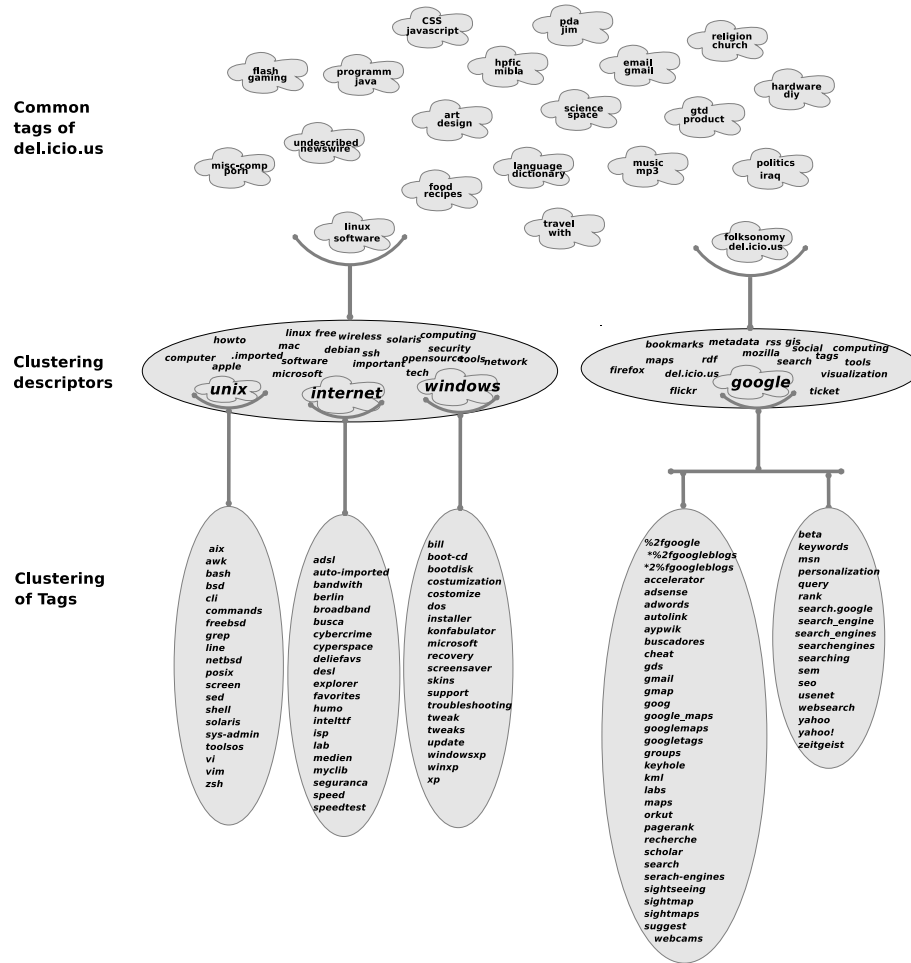 CSS
javascript
pda
jim
religion
church
flash
gaming
programm
java
hpfic
mibla
email
gmail
hardware
diy
Common
tags of
del.icio.us
art
design
science
space
gtd
product
undescribed
newswire
misc-comp
porn
language
dictionary
music
mp3
politics
iraq
food
recipes
linux
software
travel
with
folksonomy
del.icio.us
Clustering
descriptors
howto
linux free
wireless
solaris
computing
mac
debian
security
computer
.imported
ssh
opensource
tools
network
apple
software
important
microsoft
tech
unix
internet
windows
bookmarks
metadata
rss gis
mozilla
social
computing
maps
rdf
search
tags
tools
firefox
del.icio.us
visualization
flickr
google
ticket
Clustering
of Tags
aix
awk
bash
bsd
cli
commands
freebsd
grep
line
netbsd
posix
screen
sed
shell
solaris
sys-admin
toolsos
vi
vim
zsh
adsl
auto-imported
bandwith
berlin
broadband
busca
cybercrime
cyperspace
deliefavs
desl
explorer
favorites
humo
intelttf
isp
lab
medien
myclib
seguranca
speed
speedtest
bill
boot-cd
bootdisk
costumization
costomize
dos
installer
konfabulator
microsoft
recovery
screensaver
skins
support
troubleshooting
tweak
tweaks
update
windowsxp
winxp
xp
%2fgoogle
*%2fgoogleblogs
*2%fgoogleblogs
accelerator
adsense
adwords
autolink
aypwik
buscadores
cheat
gds
gmail
gmap
goog
google_maps
googlemaps
googletags
groups
keyhole
kml
labs
maps
orkut
pagerank
recherche
scholar
search
serach-engines
sightseeing
sightmap
sightmaps
suggest
webcams
beta
keywords
msn
personalization
query
rank
search.google
search_engine
search_engines
searchengines
searching
sem
seo
usenet
websearch
yahoo
yahoo!
zeitgeist